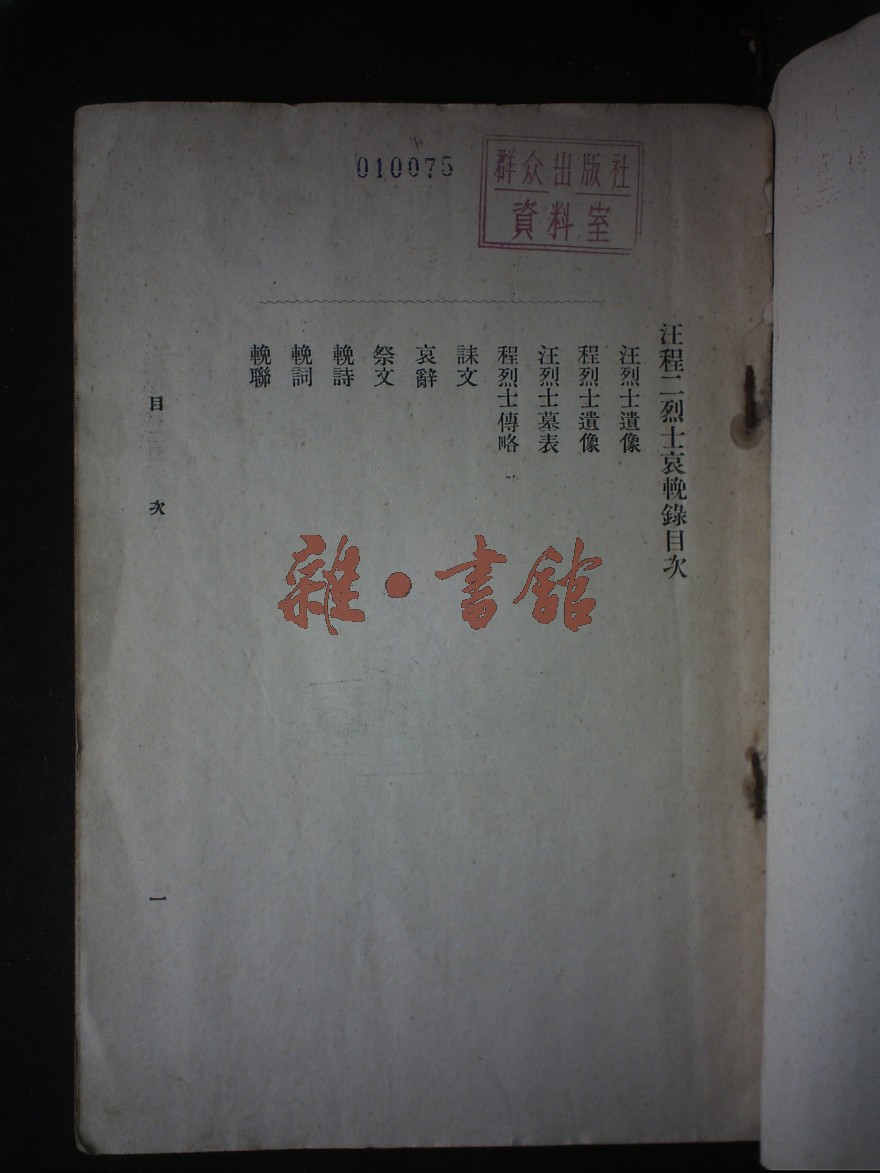 010075
群众出版社
資料室
汪程二烈士哀輓錄目次
汪烈士遺像
程烈士遺像
汪烈士墓表
程烈士傳略
誄文
哀辭
祭文
輓詩
輓詞
輓聯
目次
一
雜·書館